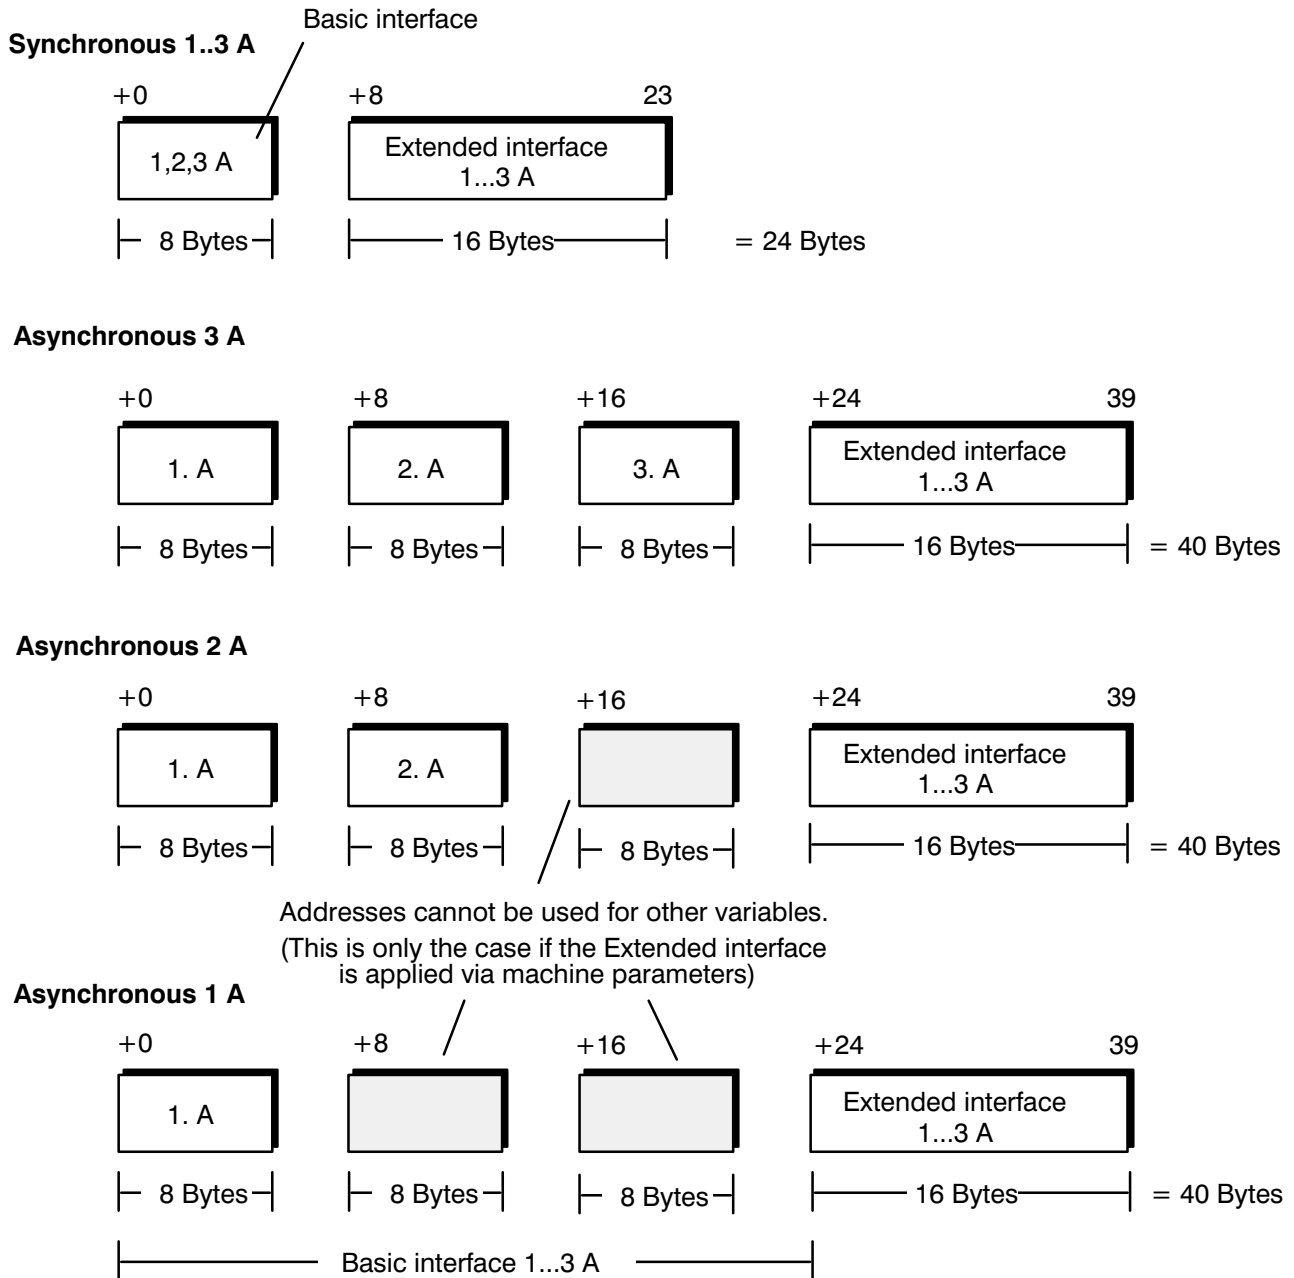 Basic interface
Synchronous 1..3 A
+0 +8 23
1,2,3 A Extended interface
1...3 A
8 Bytes 16 Bytes = 24 Bytes
Asynchronous 3 A
+0 +8 +16 +24 39
1. A 2. A 3. A Extended interface
1...3 A
8 Bytes 8 Bytes 8 Bytes 16 Bytes = 40 Bytes
Asynchronous 2 A
+0 +8 +16 +24 39
1. A 2. A Extended interface
1...3 A
8 Bytes 8 Bytes 8 Bytes 16 Bytes = 40 Bytes
Addresses cannot be used for other variables.
(This is only the case if the Extended interface
is applied via machine parameters)
Asynchronous 1 A
+0 +8 +16 +24 39
1. A Extended interface
1...3 A
8 Bytes 8 Bytes 8 Bytes 16 Bytes = 40 Bytes
Basic interface 1...3 A